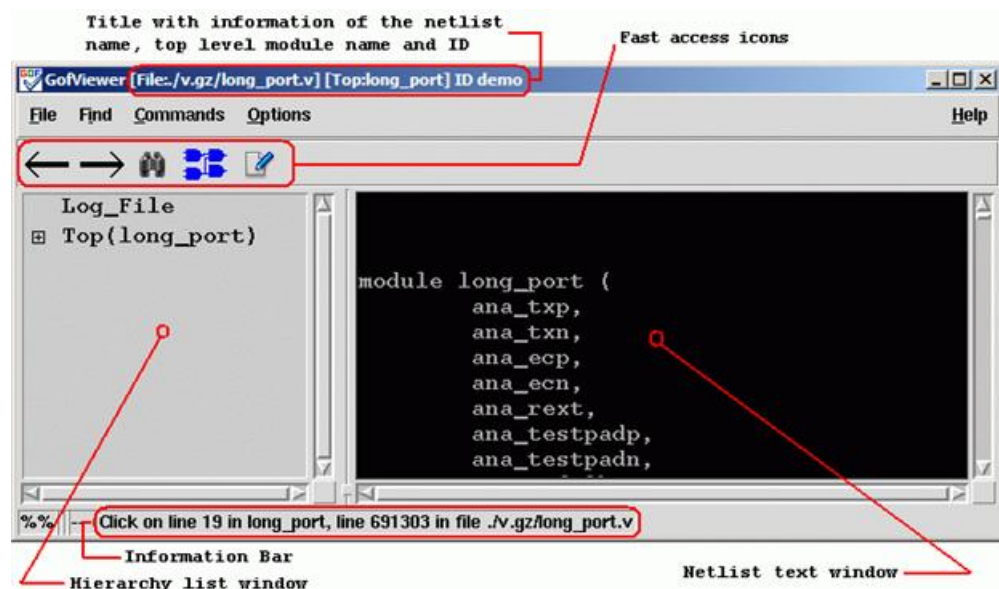 Title with information of the netlist
name, top level module name and ID
Fast access icons
GofViewer [File:./v.gz/long_port.v] [Top:long_port] ID demo
File Find Commands Options Help
Log_File
Top(long_port)
module long_port (
ana_txp,
ana_txn,
ana_ecp,
ana_ecn,
ana_rext,
ana_testpadp,
ana_testpadn,
%% -- Click on line 19 in long_port, line 691303 in file ./v.gz/long_port.v
Information Bar
Hierarchy list window
Netlist text window